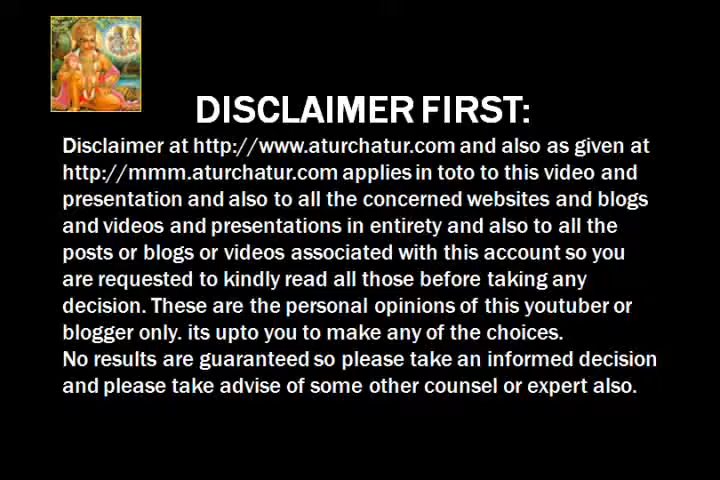 DISCLAIMER FIRST:
Disclaimer at http://www.aturchatur.com and also as given at
http://mmm.aturchatur.com applies in toto to this video and
presentation and also to all the concerned websites and blogs
and videos and presentations in entirety and also to all the
posts or blogs or videos associated with this account so you
are requested to kindly read all those before taking any
decision. These are the personal opinions of this youtuber or
blogger only. its upto you to make any of the choices.
No results are guaranteed so please take an informed decision
and please take advise of some other counsel or expert also.